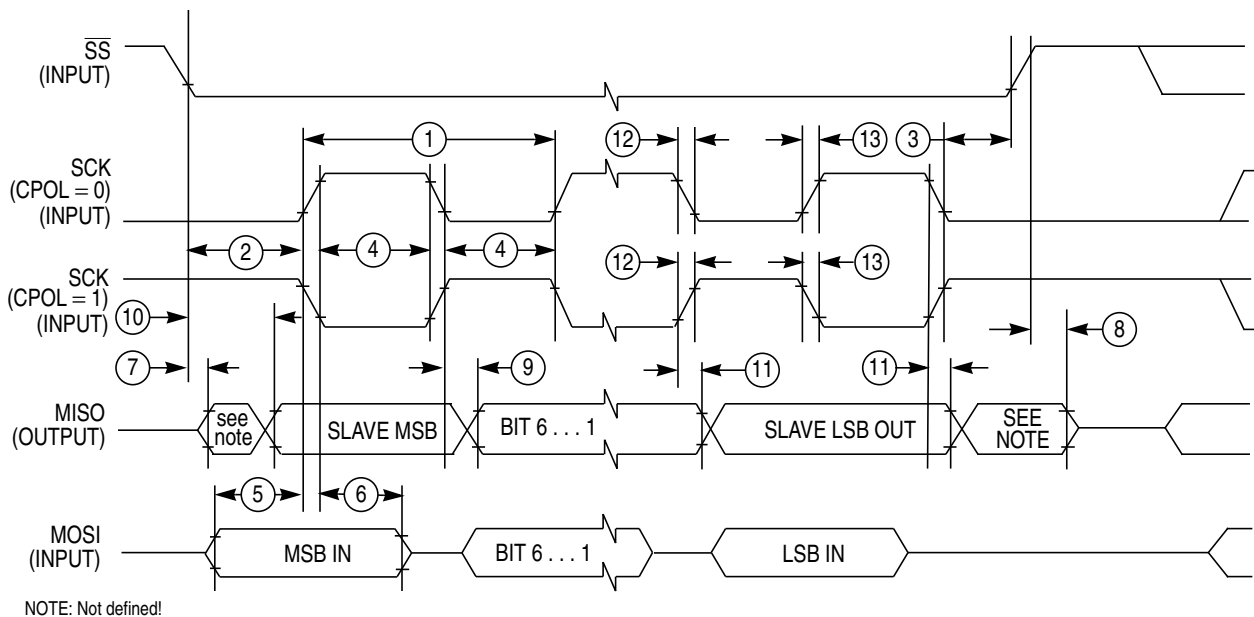 SS
(INPUT)
1
12
13
3
SCK
(CPOL = 0)
(INPUT)
2
4
4
12
13
SCK
(CPOL = 1)
(INPUT)
10
8
7
9
11
11
MISO
(OUTPUT)
see
note
SLAVE MSB
BIT 6 . . . 1
SLAVE LSB OUT
SEE
NOTE
5
6
MOSI
(INPUT)
MSB IN
BIT 6 . . . 1
LSB IN
NOTE: Not defined!